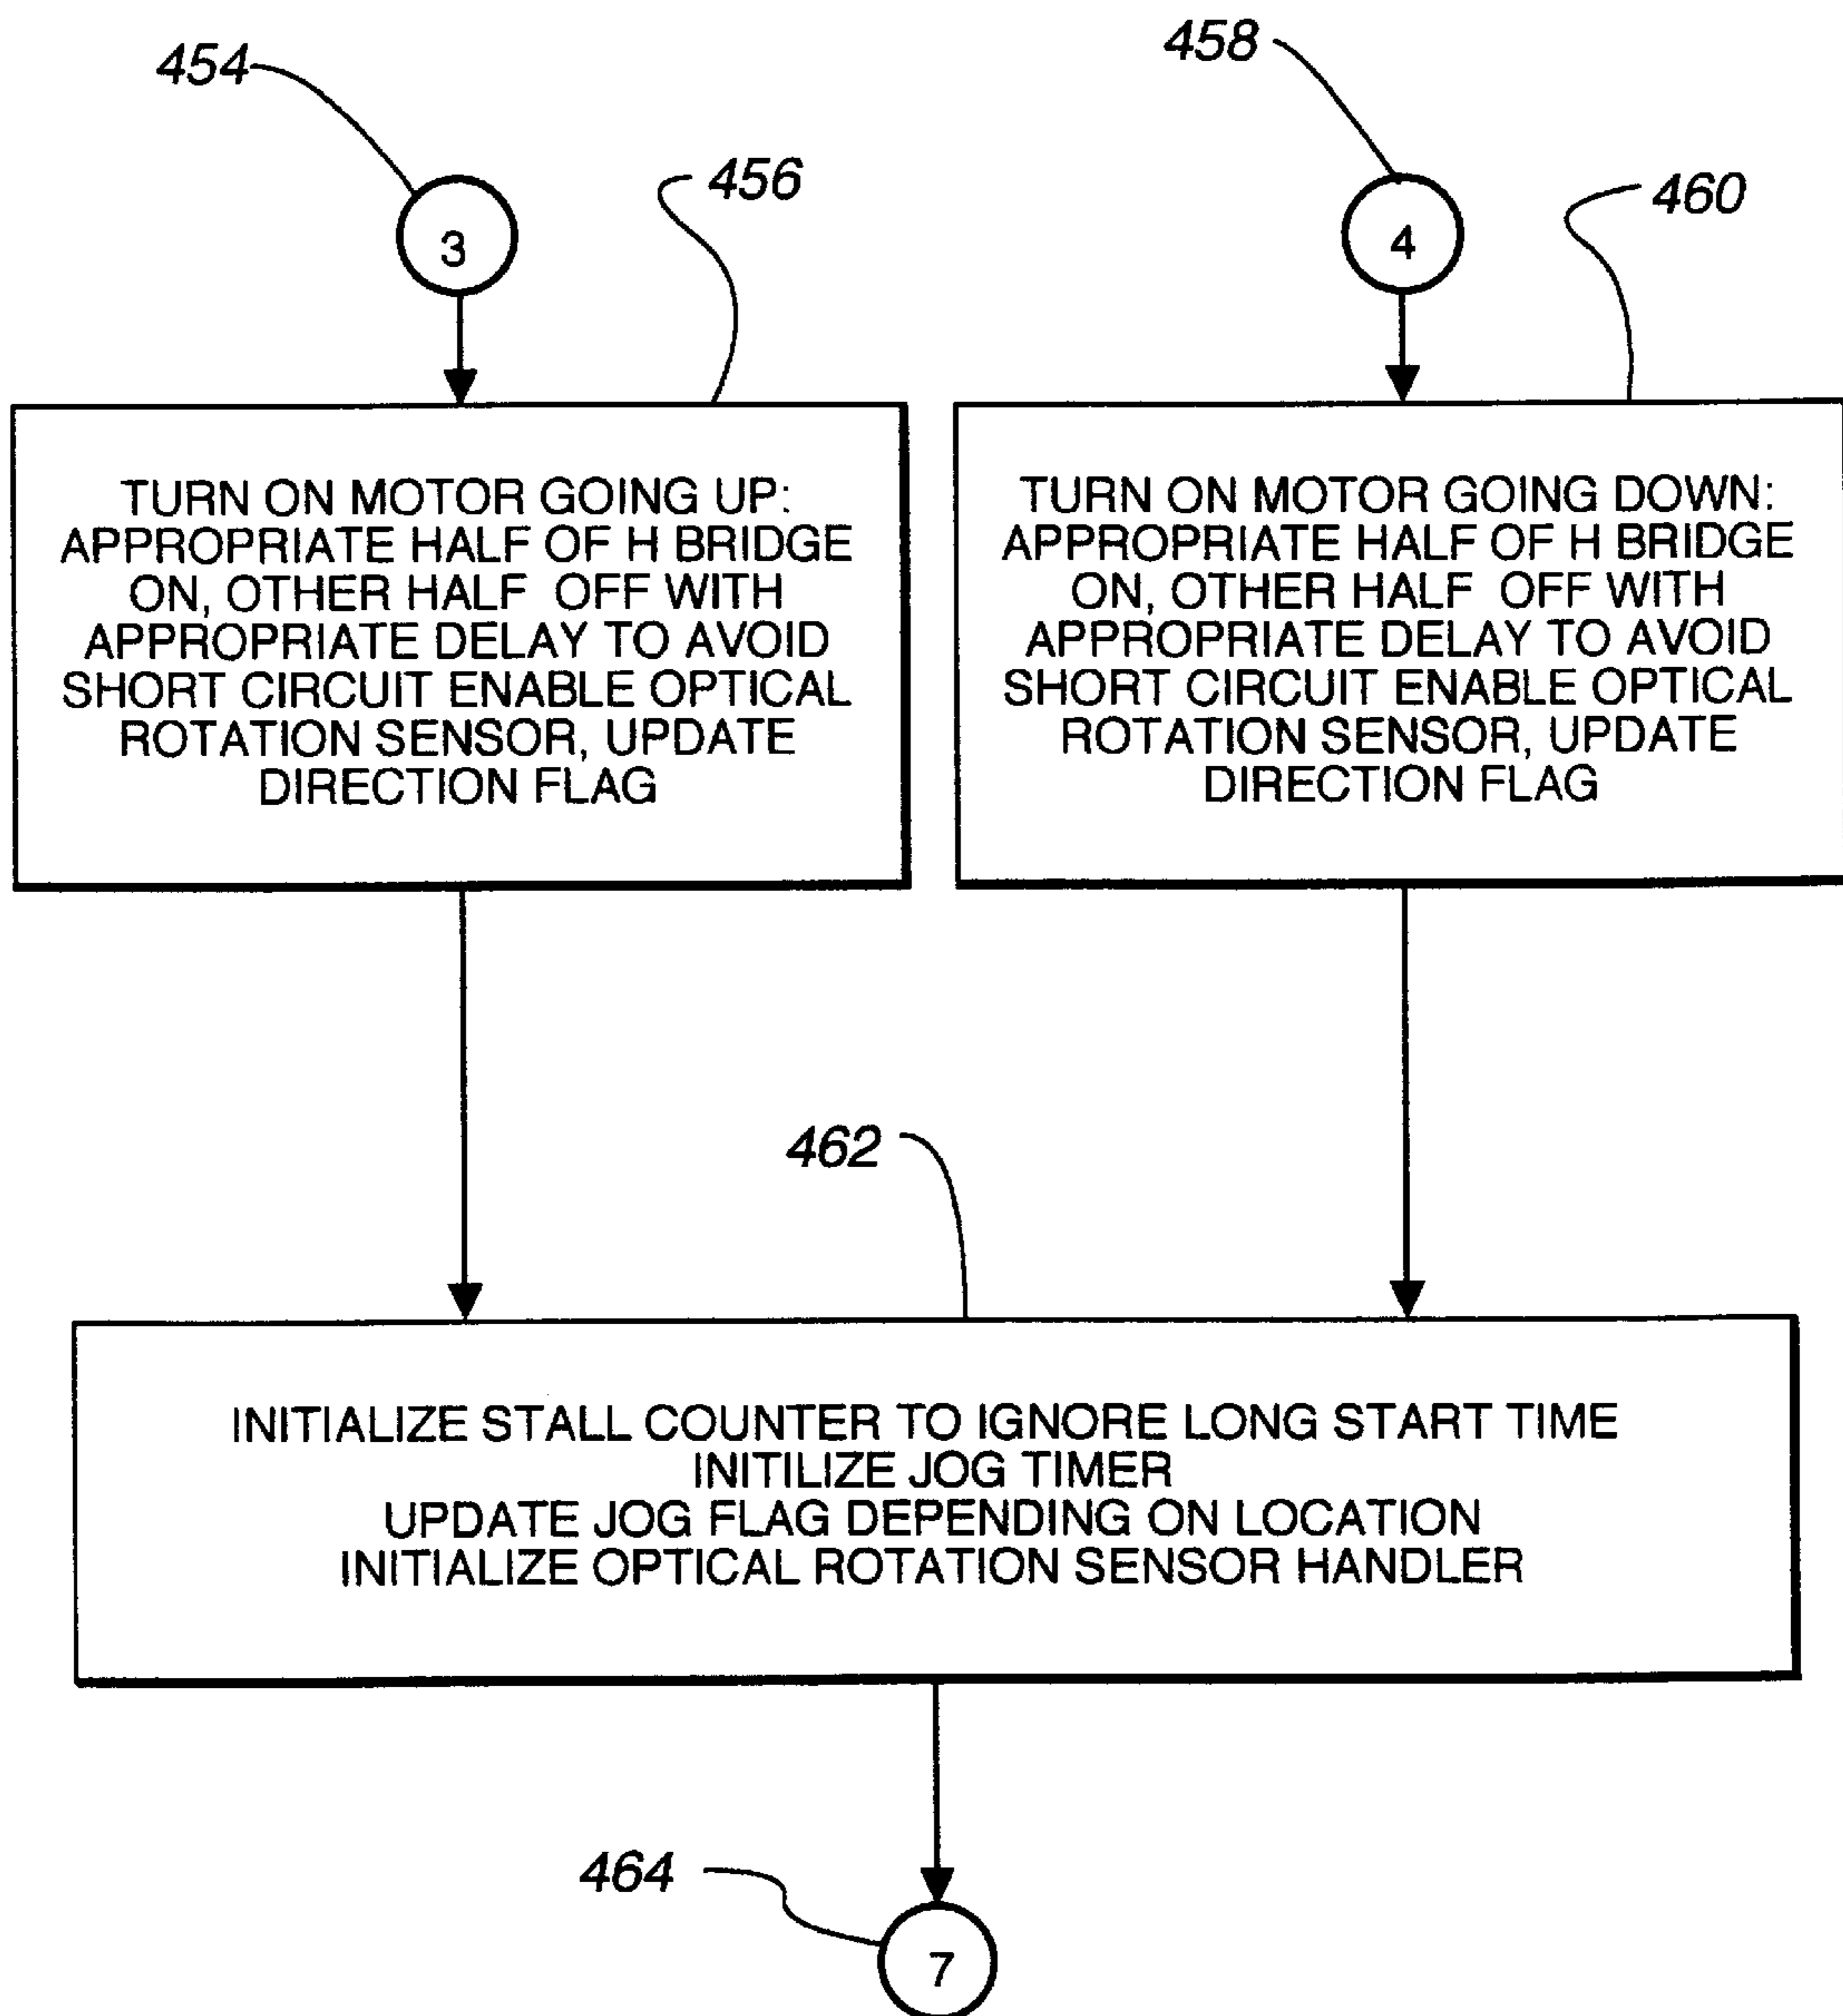 454
458
456
460
3
4
TURN ON MOTOR GOING UP:
APPROPRIATE HALF OF H BRIDGE
ON, OTHER HALF OFF WITH
APPROPRIATE DELAY TO AVOID
SHORT CIRCUIT ENABLE OPTICAL
ROTATION SENSOR, UPDATE
DIRECTION FLAG
TURN ON MOTOR GOING DOWN:
APPROPRIATE HALF OF H BRIDGE
ON, OTHER HALF OFF WITH
APPROPRIATE DELAY TO AVOID
SHORT CIRCUIT ENABLE OPTICAL
ROTATION SENSOR, UPDATE
DIRECTION FLAG
462
INITIALIZE STALL COUNTER TO IGNORE LONG START TIME
INITILIZE JOG TIMER
UPDATE JOG FLAG DEPENDING ON LOCATION
INITIALIZE OPTICAL ROTATION SENSOR HANDLER
464
7